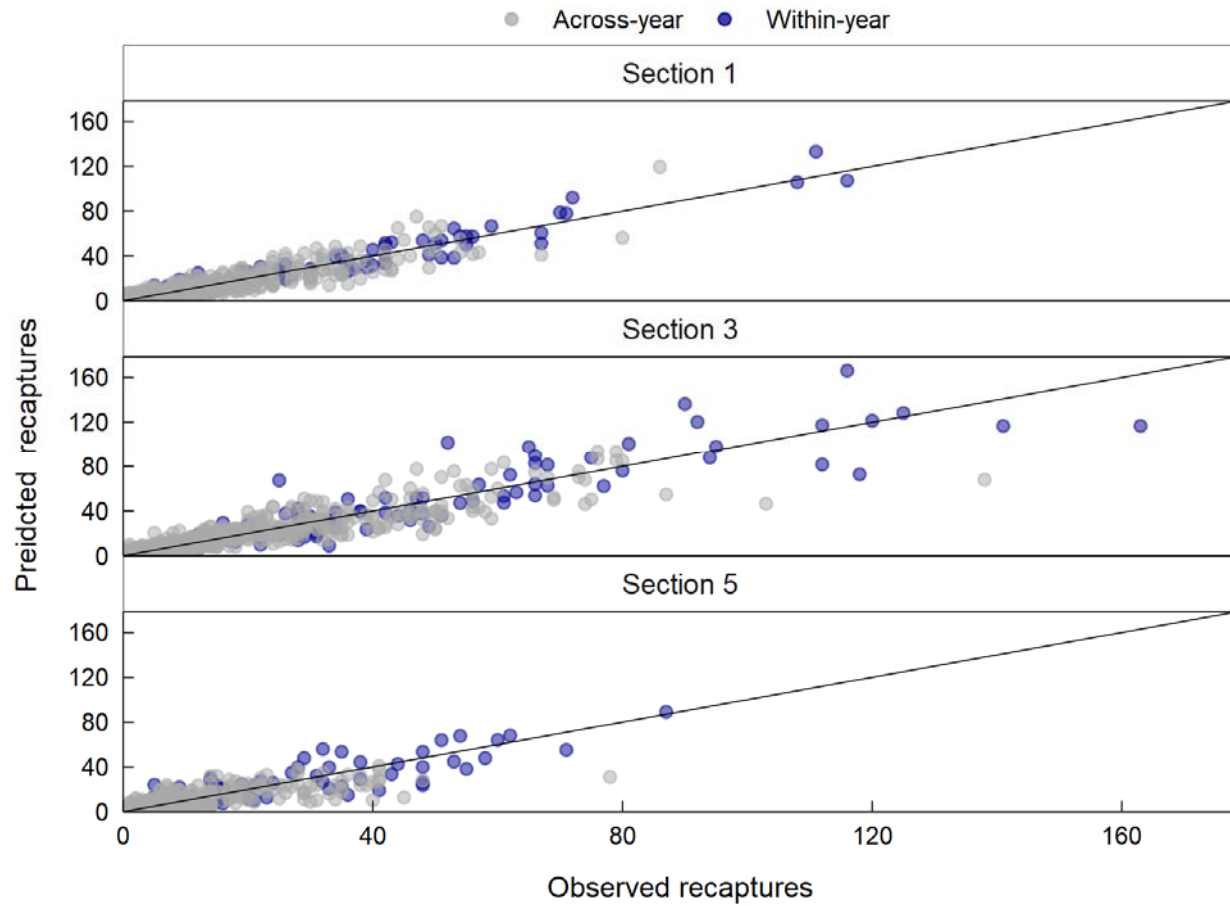 Across-year Within-year
Section 1
160
120
80
40
0
Section 3
160
120
80
40
0
Section 5
160
120
80
40
0
0 40 80 120 160
Observed recaptures
Preidcted recaptures